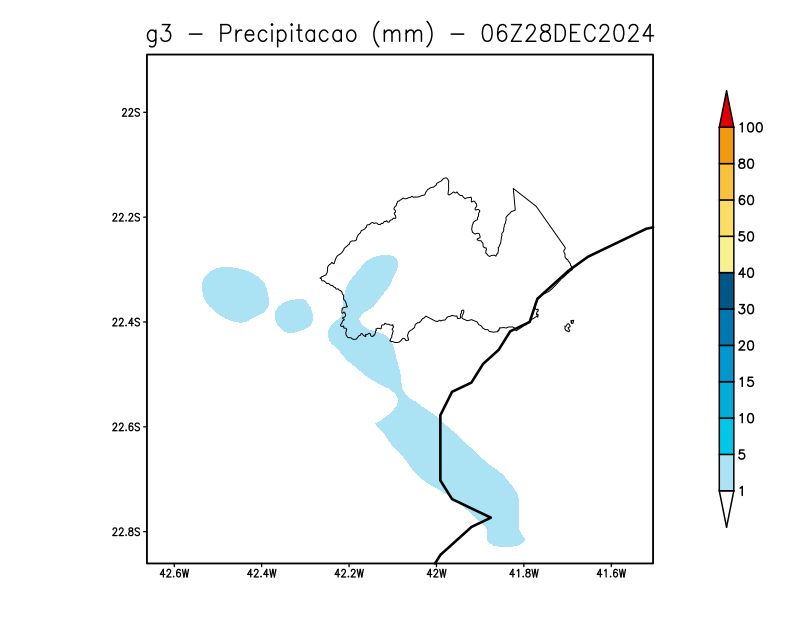 g3 - Precipitacao (mm) - 06Z28DEC2024
22S
22.2S
22.4S
22.6S
22.8S
42.6W
42.4W
42.2W
42W
41.8W
41.6W
100
80
60
50
40
30
20
15
10
5
1